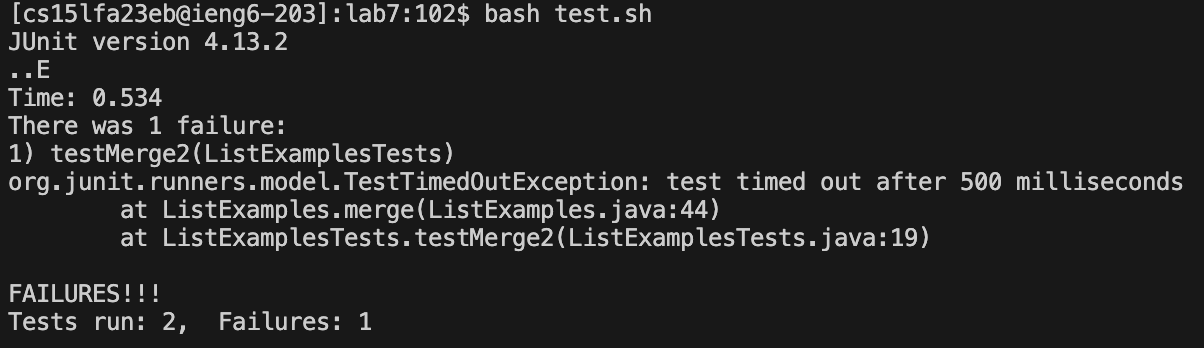 [cs15lfa23eb@ieng6-203]:lab7:102$ bash test.sh
JUnit version 4.13.2
..E
Time: 0.534
There was 1 failure:
1) testMerge2(ListExamplesTests)
org.junit.runners.model.TestTimedOutException: test timed out after 500 milliseconds
        at ListExamples.merge(ListExamples.java:44)
        at ListExamplesTests.testMerge2(ListExamplesTests.java:19)

FAILURES!!!
Tests run: 2,  Failures: 1